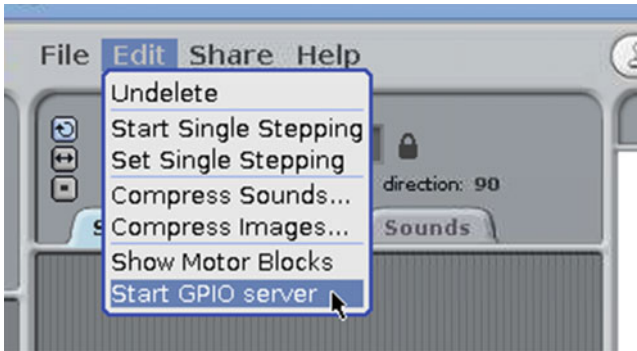 File Edit Share Help
Undelete
Start Single Stepping
Set Single Stepping
Compress Sounds...
direction: 90
Compress Images...
Sounds
Show Motor Blocks
Start GPIO server